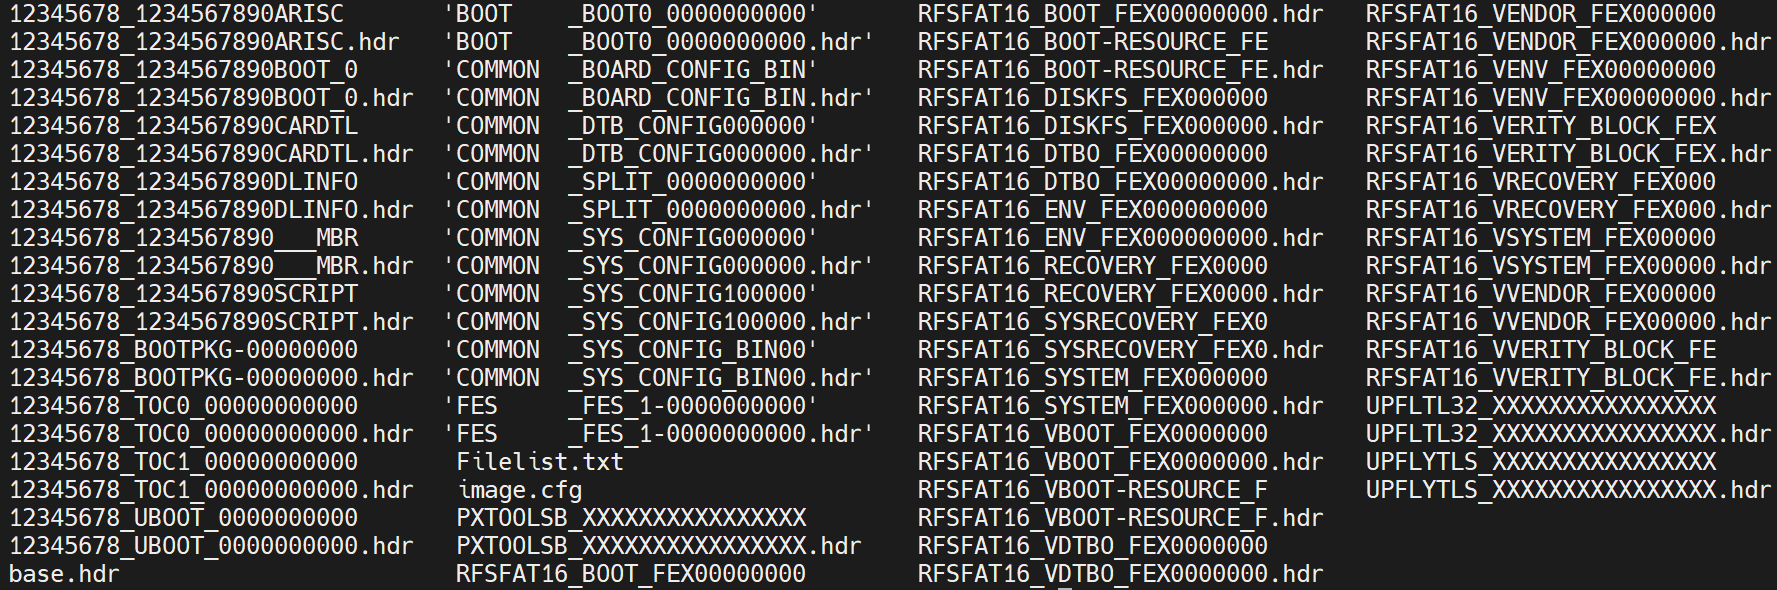 12345678_1234567890ARISC 'BOOT    _BOOT0_0000000000' RFSFAT16_BOOT_FEX00000000.hdr RFSFAT16_VENDOR_FEX000000
12345678_1234567890ARISC.hdr 'BOOT    _BOOT0_0000000000.hdr' RFSFAT16_BOOT-RESOURCE_FE RFSFAT16_VENDOR_FEX000000.hdr
12345678_1234567890BOOT_0 'COMMON  _BOARD_CONFIG_BIN' RFSFAT16_BOOT-RESOURCE_FE.hdr RFSFAT16_VENV_FEX00000000
12345678_1234567890BOOT_0.hdr 'COMMON  _BOARD_CONFIG_BIN.hdr' RFSFAT16_DISKFS_FEX000000 RFSFAT16_VENV_FEX00000000.hdr
12345678_1234567890CARDTL 'COMMON  _DTB_CONFIG000000' RFSFAT16_DISKFS_FEX000000.hdr RFSFAT16_VERITY_BLOCK_FEX
12345678_1234567890CARDTL.hdr 'COMMON  _DTB_CONFIG000000.hdr' RFSFAT16_DTBO_FEX00000000 RFSFAT16_VERITY_BLOCK_FEX.hdr
12345678_1234567890DLINFO 'COMMON  _SPLIT_0000000000' RFSFAT16_DTBO_FEX00000000.hdr RFSFAT16_VRECOVERY_FEX000
12345678_1234567890DLINFO.hdr 'COMMON  _SPLIT_0000000000.hdr' RFSFAT16_ENV_FEX000000000 RFSFAT16_VRECOVERY_FEX000.hdr
12345678_1234567890___MBR 'COMMON  _SYS_CONFIG000000' RFSFAT16_ENV_FEX000000000.hdr RFSFAT16_VSYSTEM_FEX00000
12345678_1234567890___MBR.hdr 'COMMON  _SYS_CONFIG000000.hdr' RFSFAT16_RECOVERY_FEX0000 RFSFAT16_VSYSTEM_FEX00000.hdr
12345678_1234567890SCRIPT 'COMMON  _SYS_CONFIG100000' RFSFAT16_RECOVERY_FEX0000.hdr RFSFAT16_VVENDOR_FEX00000
12345678_1234567890SCRIPT.hdr 'COMMON  _SYS_CONFIG100000.hdr' RFSFAT16_SYSRECOVERY_FEX0 RFSFAT16_VVENDOR_FEX00000.hdr
12345678_BOOTPKG-00000000 'COMMON  _SYS_CONFIG_BIN00' RFSFAT16_SYSRECOVERY_FEX0.hdr RFSFAT16_VVERITY_BLOCK_FE
12345678_BOOTPKG-00000000.hdr 'COMMON  _SYS_CONFIG_BIN00.hdr' RFSFAT16_SYSTEM_FEX000000 RFSFAT16_VVERITY_BLOCK_FE.hdr
12345678_TOC0_00000000000 'FES     _FES_1-0000000000' RFSFAT16_SYSTEM_FEX000000.hdr UPFLTL32_XXXXXXXXXXXXXXXX
12345678_TOC0_00000000000.hdr 'FES     _FES_1-0000000000.hdr' RFSFAT16_VBOOT_FEX0000000 UPFLTL32_XXXXXXXXXXXXXXXX.hdr
12345678_TOC1_00000000000 Filelist.txt RFSFAT16_VBOOT_FEX0000000.hdr UPFLYTLS_XXXXXXXXXXXXXXXX
12345678_TOC1_00000000000.hdr image.cfg RFSFAT16_VBOOT-RESOURCE_F UPFLYTLS_XXXXXXXXXXXXXXXX.hdr
12345678_UBOOT_0000000000 PXTOOLSB_XXXXXXXXXXXXXXXX RFSFAT16_VBOOT-RESOURCE_F.hdr
12345678_UBOOT_0000000000.hdr PXTOOLSB_XXXXXXXXXXXXXXXX.hdr RFSFAT16_VDTBO_FEX0000000
base.hdr RFSFAT16_BOOT_FEX00000000 RFSFAT16_VDTBO_FEX0000000.hdr